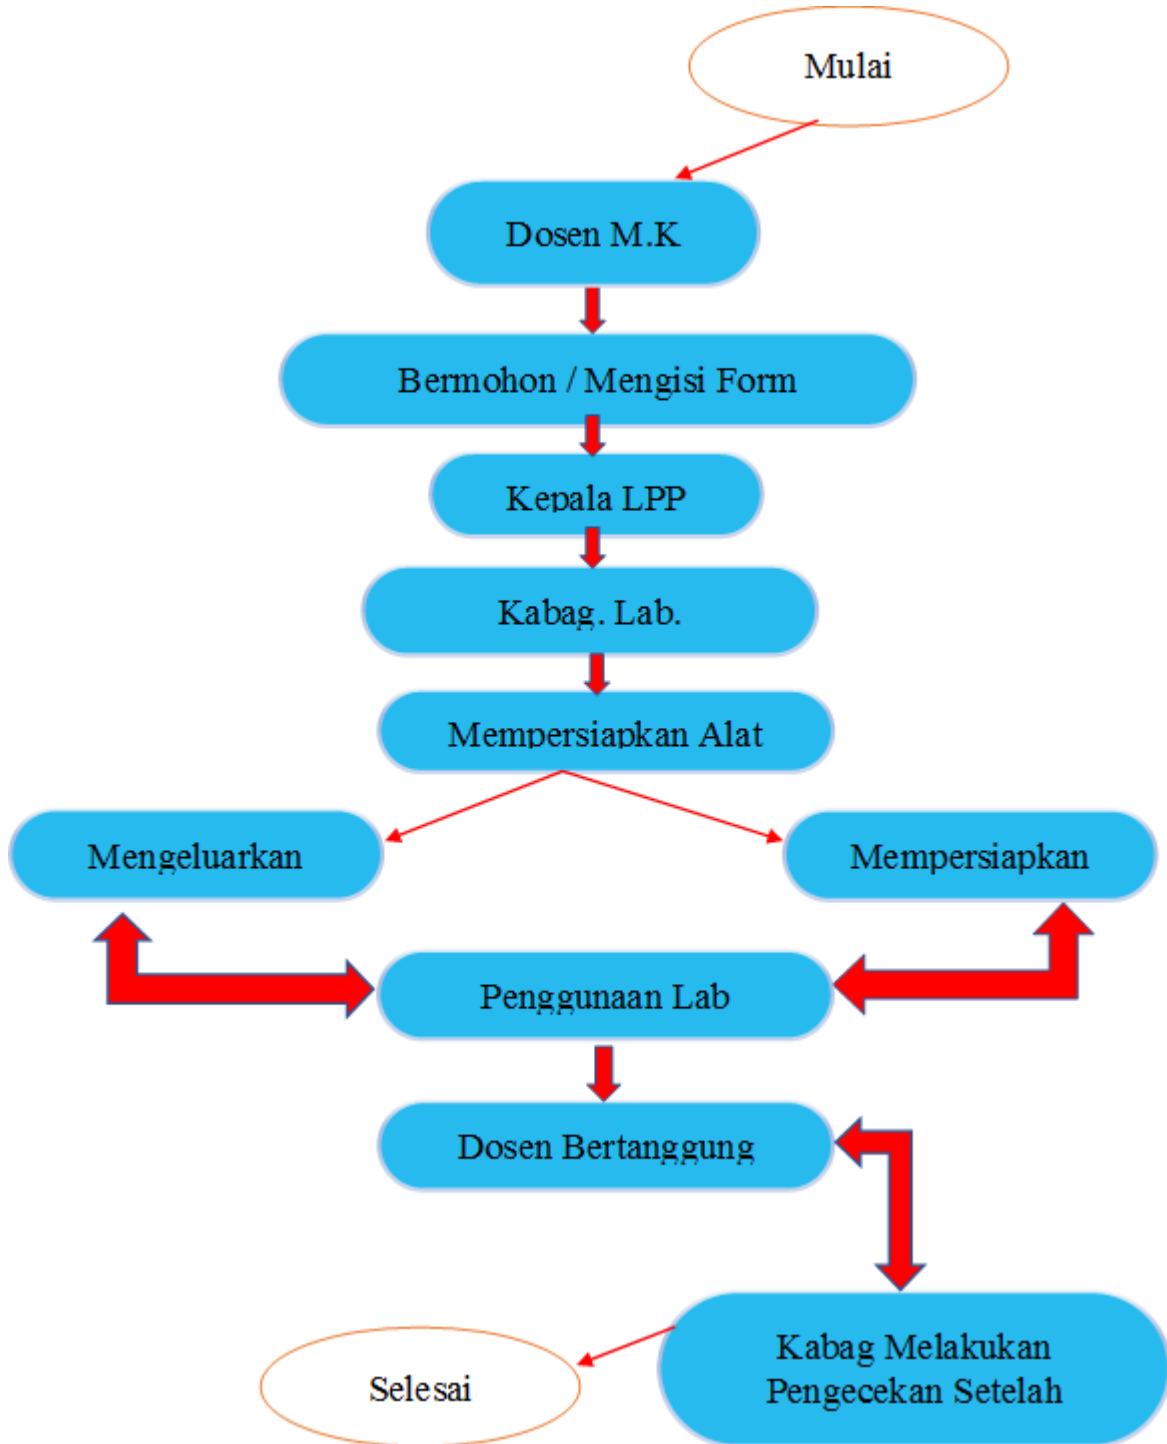 Mulai
Dosen M.K
Bermohon / Mengisi Form
Kepala LPP
Kabag. Lab.
Mempersiapkan Alat
Mengeluarkan
Mempersiapkan
Penggunaan Lab
Dosen Bertanggung
Kabag Melakukan
Pengecekan Setelah
Selesai